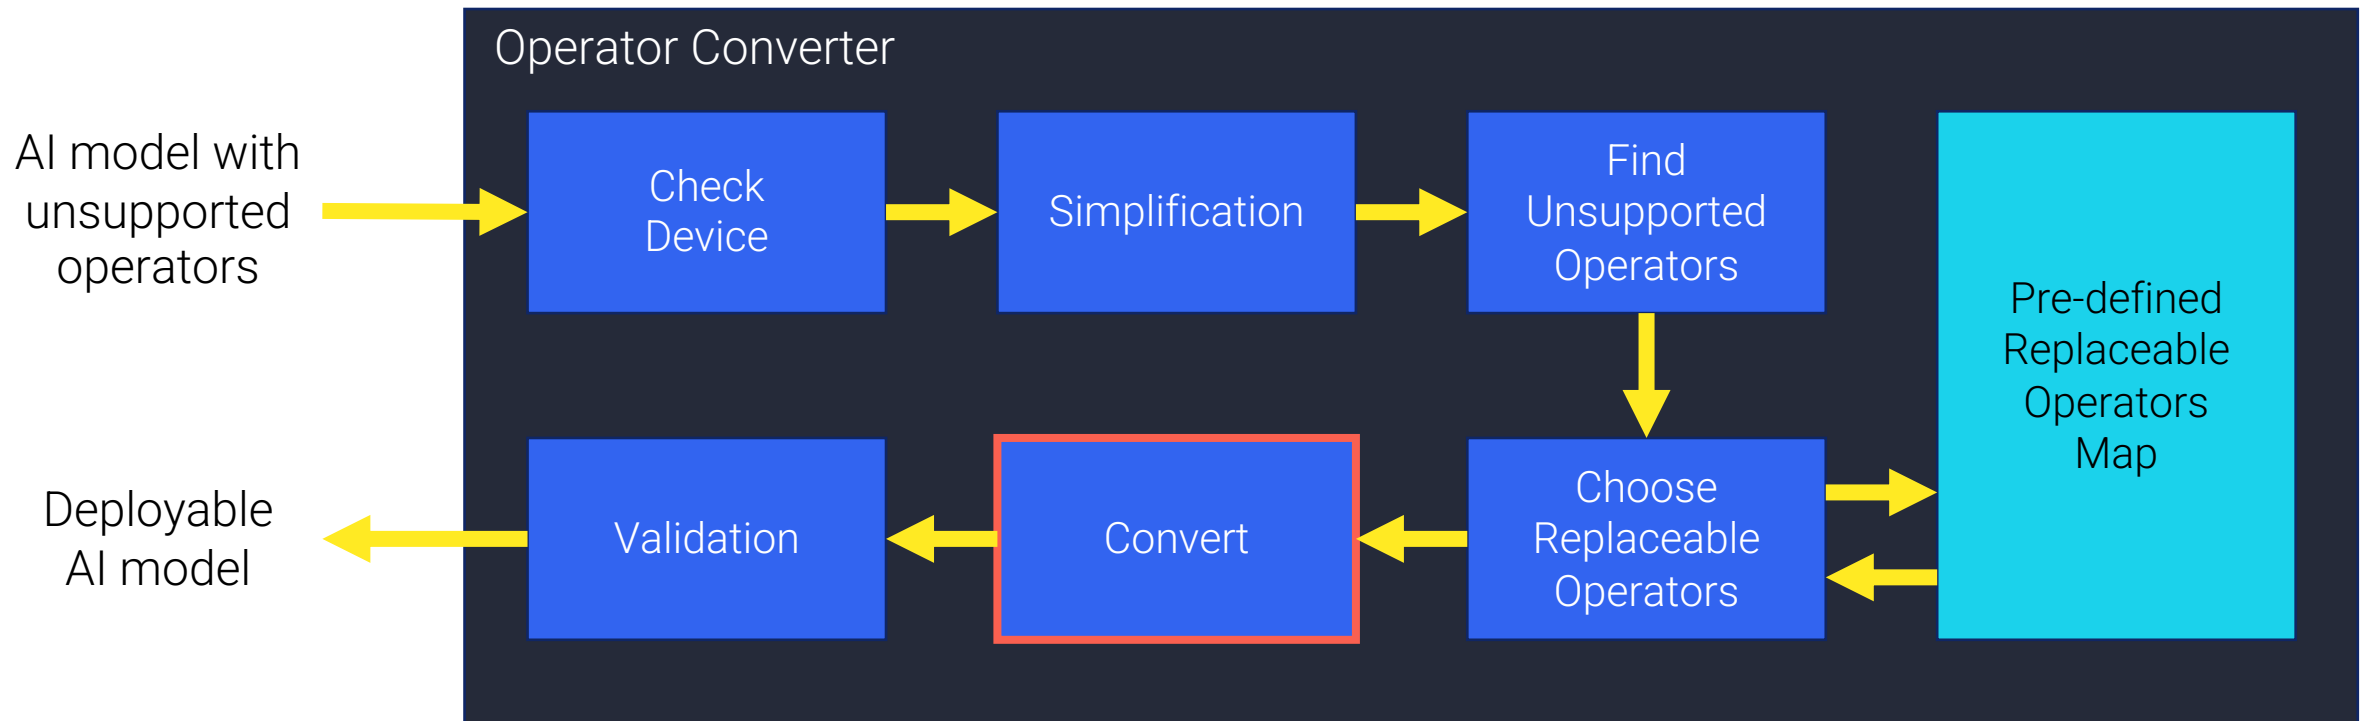 Operator Converter
AI model with
unsupported
operators
Check
Device
Simplification
Find
Unsupported
Operators
Pre-defined
Replaceable
Operators
Map
Deployable
AI model
Validation
Convert
Choose
Replaceable
Operators